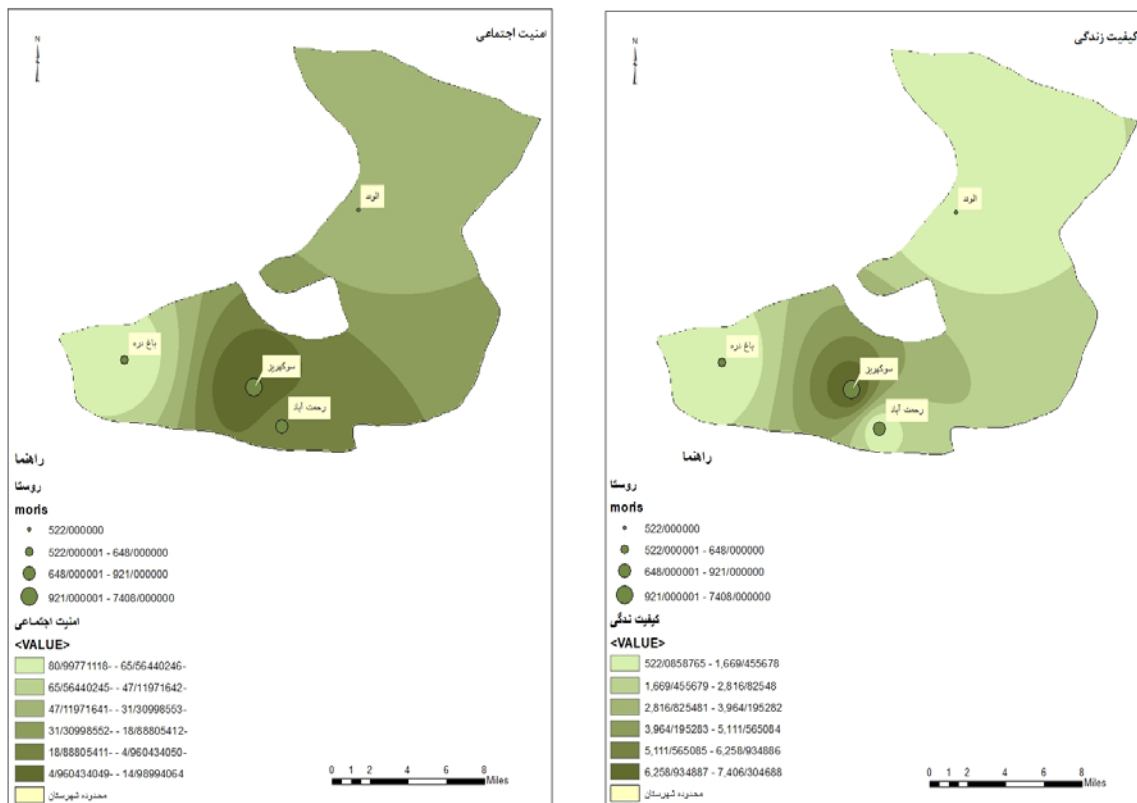 امنیت اجتماعی
N
الوند
باغ دره
سوگهریز
رحمت آباد
راهنما
روستا
moris
522/000000
522/000001 - 648/000000
648/000001 - 921/000000
921/000001 - 7408/000000
امنیت اجتماعی
<VALUE>
80/99771118- - 65/56440246-
65/56440245- - 47/11971642-
47/11971641- - 31/30998553-
31/30998552- - 18/88805412-
18/88805411- - 4/960434050-
4/960434049- - 14/98994064
محدوده شهرستان
0 1 2 4 6 8
Miles
کیفیت زندگی
N
الوند
باغ دره
سوگهریز
رحمت آباد
راهنما
روستا
moris
522/000000
522/000001 - 648/000000
648/000001 - 921/000000
921/000001 - 7408/000000
کیفیت ندگی
<VALUE>
522/0858765 - 1,669/455678
1,669/455679 - 2,816/82548
2,816/825481 - 3,964/195282
3,964/195283 - 5,111/565084
5,111/565085 - 6,258/934886
6,258/934887 - 7,406/304688
محدوده شهرستان
0 1 2 4 6 8
Miles